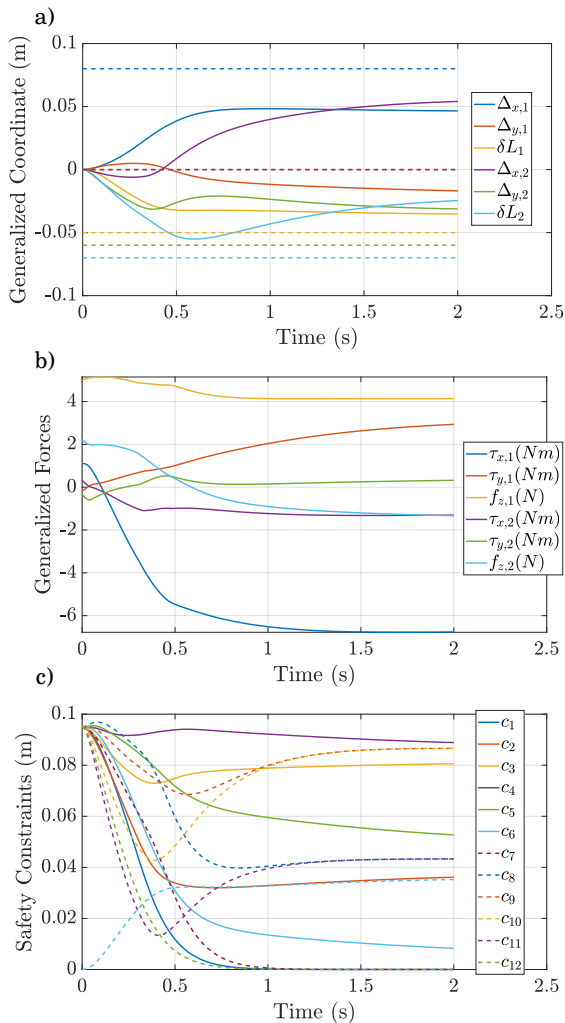 a)
0.1
0.05
0
-0.05
-0.1
Generalized Coordinate (m)
0
0.5
1
1.5
2
2.5
Time (s)
Δx,1
Δy,1
δL1
Δx,2
Δy,2
δL2
b)
4
2
0
-2
-4
-6
Generalized Forces
0
0.5
1
1.5
2
2.5
Time (s)
τx,1(Nm)
τy,1(Nm)
fz,1(N)
τx,2(Nm)
τy,2(Nm)
fz,2(N)
c)
0.1
0.08
0.06
0.04
0.02
0
Safety Constraints (m)
0
0.5
1
1.5
2
2.5
Time (s)
c1
c2
c3
c4
c5
c6
c7
c8
c9
c10
c11
c12